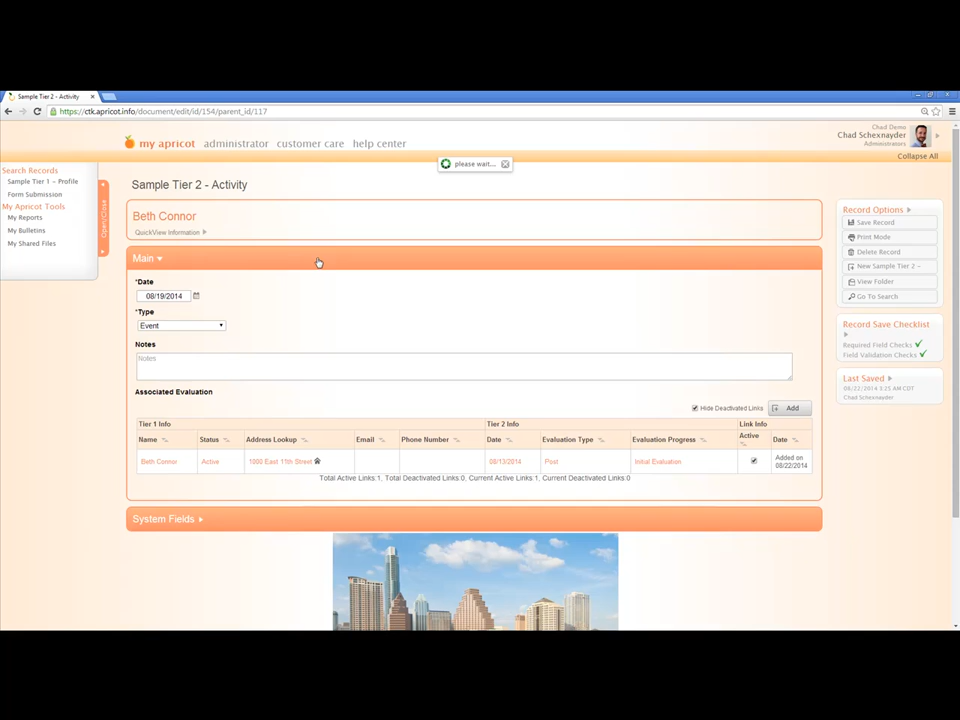 Sample Tier 2 - Activity
https://ctk.apricot.info/document/edit/id/154/parent_id/117
my apricot administrator customer care help center
Chad Demo
Chad Schexnayder
Administrators
Collapse All
please wait....
Search Records
Sample Tier 1 - Profile
Form Submission
My Apricot Tools
My Reports
My Bulletins
My Shared Files
Open/Close
Sample Tier 2 - Activity
Beth Connor
QuickView Information
Main
*Date
08/19/2014
*Type
Event
Notes
Notes
Associated Evaluation
Hide Deactivated Links Add
Tier 1 Info Tier 2 Info Link Info
Name Status Address Lookup Email Phone Number Date Evaluation Type Evaluation Progress Active Date
Beth Connor Active 1000 East 11th Street 08/13/2014 Post Initial Evaluation Added on 08/22/2014
Total Active Links:1, Total Deactivated Links:0, Current Active Links:1, Current Deactivated Links:0
System Fields
Record Options
Save Record
Print Mode
Delete Record
New Sample Tier 2 -
View Folder
Go To Search
Record Save Checklist
Required Field Checks
Field Validation Checks
Last Saved
08/22/2014 3:25 AM CDT
Chad Schexnayder